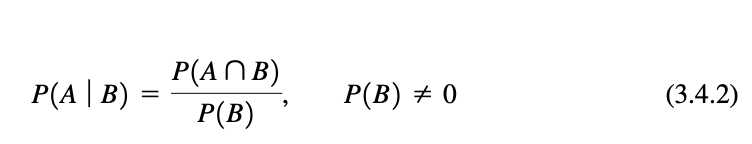 P(A | B) = P(A ∩ B) / P(B), P(B) ≠ 0 (3.4.2)